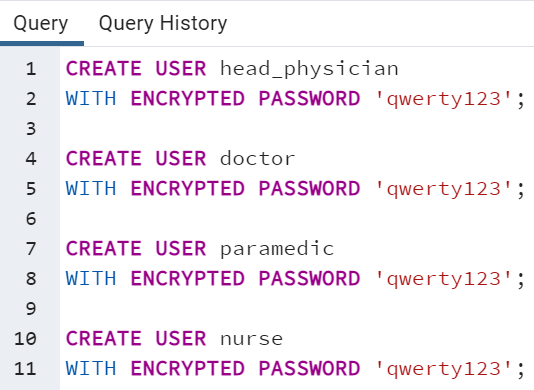 Query Query History
1 CREATE USER head_physician
2 WITH ENCRYPTED PASSWORD 'qwerty123';
3
4 CREATE USER doctor
5 WITH ENCRYPTED PASSWORD 'qwerty123';
6
7 CREATE USER paramedic
8 WITH ENCRYPTED PASSWORD 'qwerty123';
9
10 CREATE USER nurse
11 WITH ENCRYPTED PASSWORD 'qwerty123';